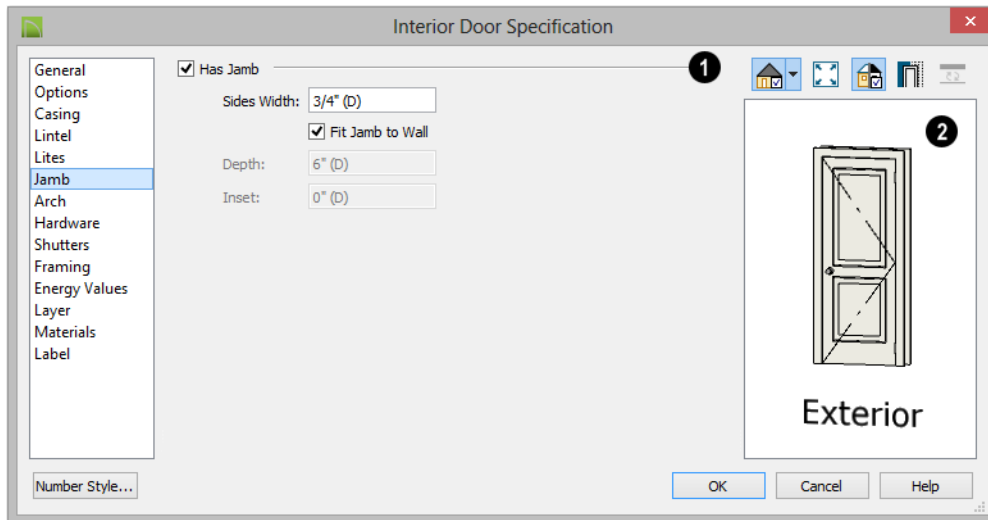 Interior Door Specification
General
Options
Casing
Lintel
Lites
Jamb
Arch
Hardware
Shutters
Framing
Energy Values
Layer
Materials
Label
Has Jamb
1
Sides Width: 3/4" (D)
Fit Jamb to Wall
Depth: 6" (D)
Inset: 0" (D)
2
Exterior
Number Style...
OK Cancel Help